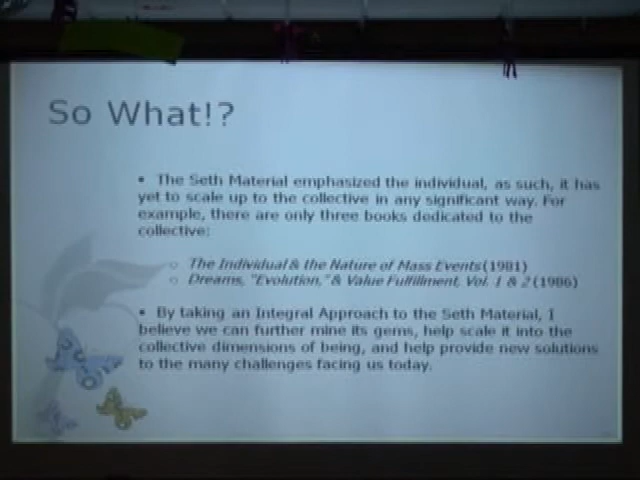 So What!?
• The Seth Material emphasized the individual, as such, it has
yet to scale up to the collective in any significant way. For
example, there are only three books dedicated to the
collective:
○ The Individual & the Nature of Mass Events (1981)
○ Dreams, "Evolution," & Value Fulfillment, Vol. 1 & 2 (1986)
• By taking an Integral Approach to the Seth Material, I
believe we can further mine its gems, help scale it into the
collective dimensions of being, and help provide new solutions
to the many challenges facing us today.